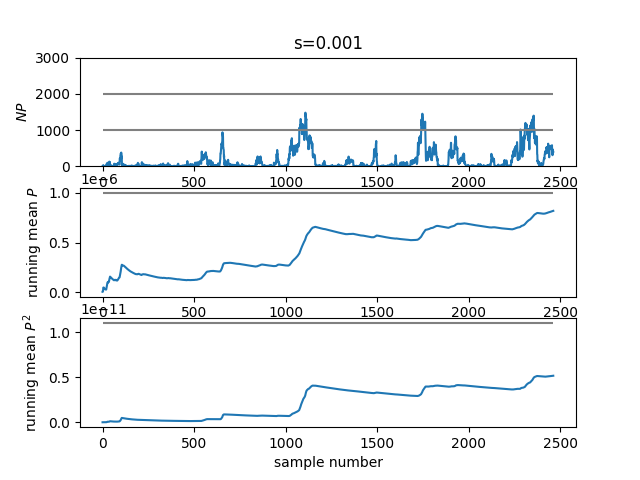 s=0.001
3000
2000
1000
0
NP
0 500 1000 1500 2000 2500
1e−6
1.0
0.5
0.0
running mean P
0 500 1000 1500 2000 2500
1e−11
1.0
0.5
0.0
running mean P²
0 500 1000 1500 2000 2500
sample number